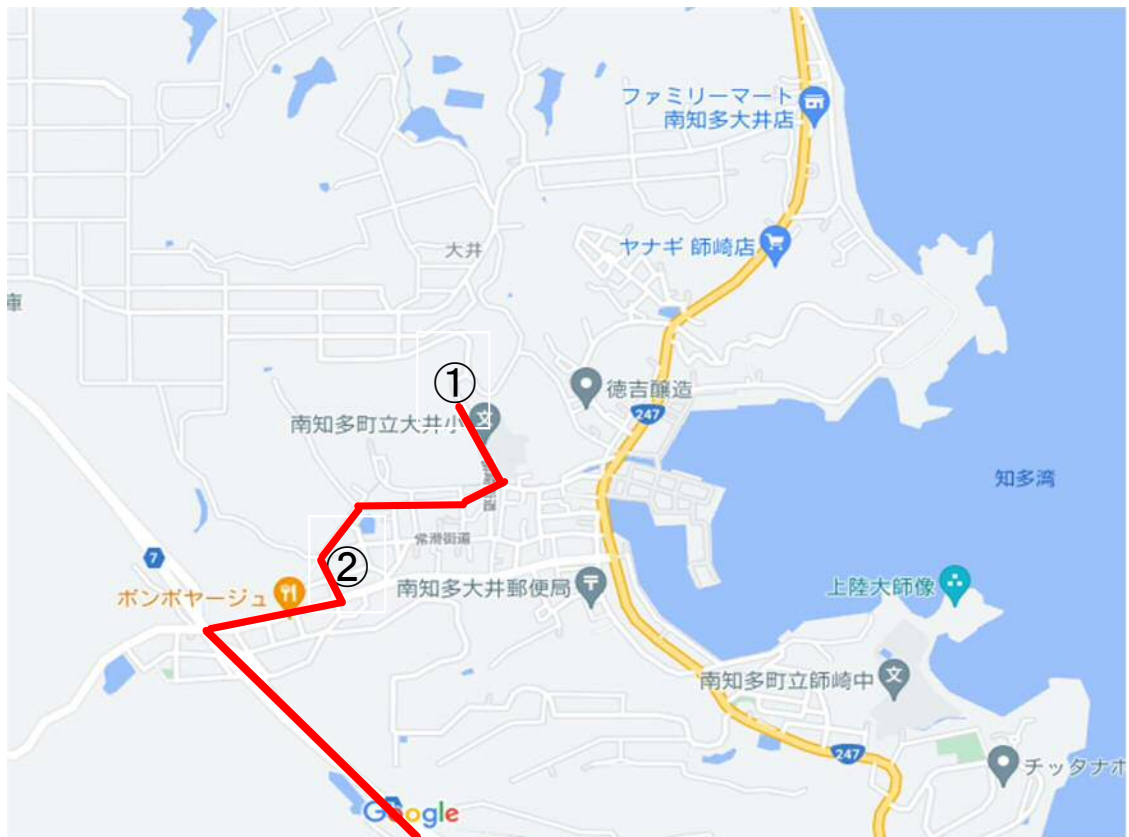 ファミリーマート
南知多大井店
ヤナギ 師崎店
大井
庫
①
徳吉醸造
247
南知多町立大井小
知多湾
常滑街道
7
②
ボンボヤージュ
南知多大井郵便局
上陸大師像
南知多町立師崎中
247
チッタナポ
Google